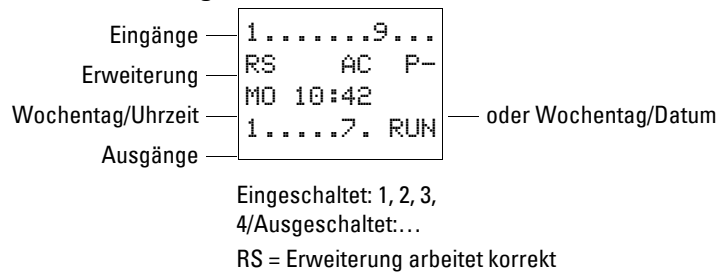 Eingänge
1.......9...
Erweiterung
RS AC P-
Wochentag/Uhrzeit
MO 10:42
oder Wochentag/Datum
Ausgänge
1.....7. RUN
Eingeschaltet: 1, 2, 3,
4/Ausgeschaltet:…
RS = Erweiterung arbeitet korrekt